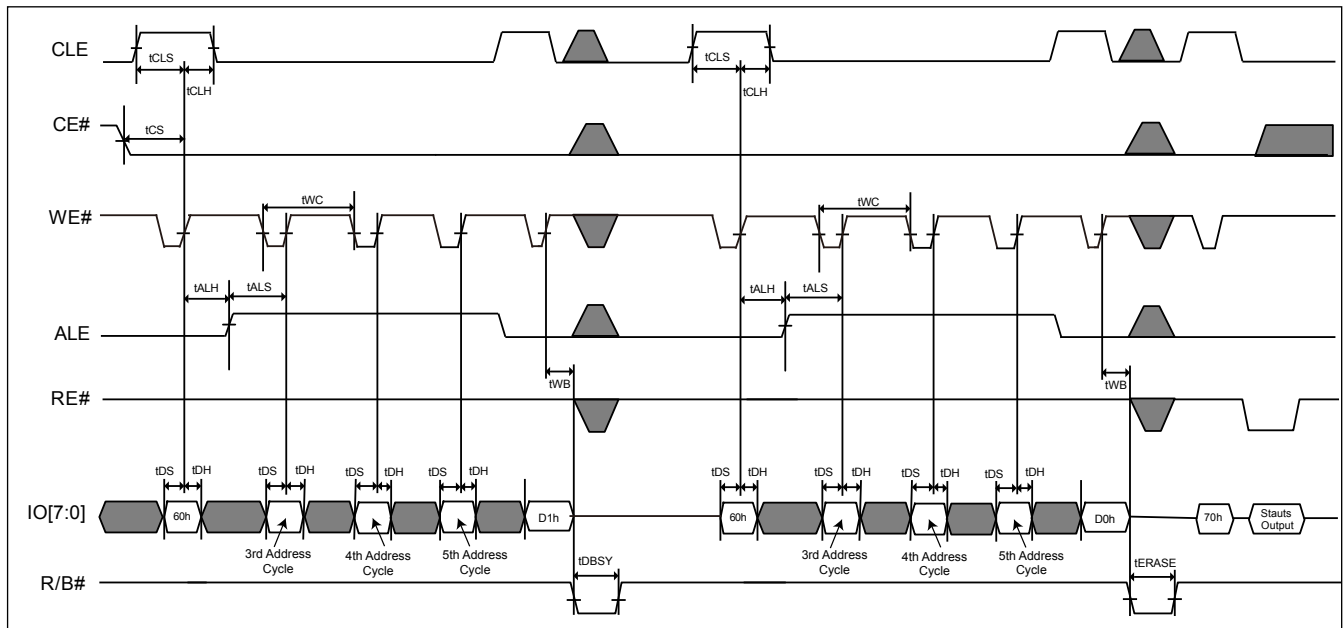 CLE
tCLS
tCLH
tCLS
tCLH
CE#
tCS
WE#
tWC
tWC
tALH
tALS
tALH
tALS
ALE
tWB
tWB
RE#
tDS
tDH
tDS
tDH
tDS
tDH
tDS
tDH
tDS
tDH
tDS
tDH
tDS
tDH
tDS
tDH
IO[7:0]
60h
D1h
60h
D0h
70h
Stauts
Output
3rd Address
Cycle
4th Address
Cycle
5th Address
Cycle
3rd Address
Cycle
4th Address
Cycle
5th Address
Cycle
tDBSY
tERASE
R/B#